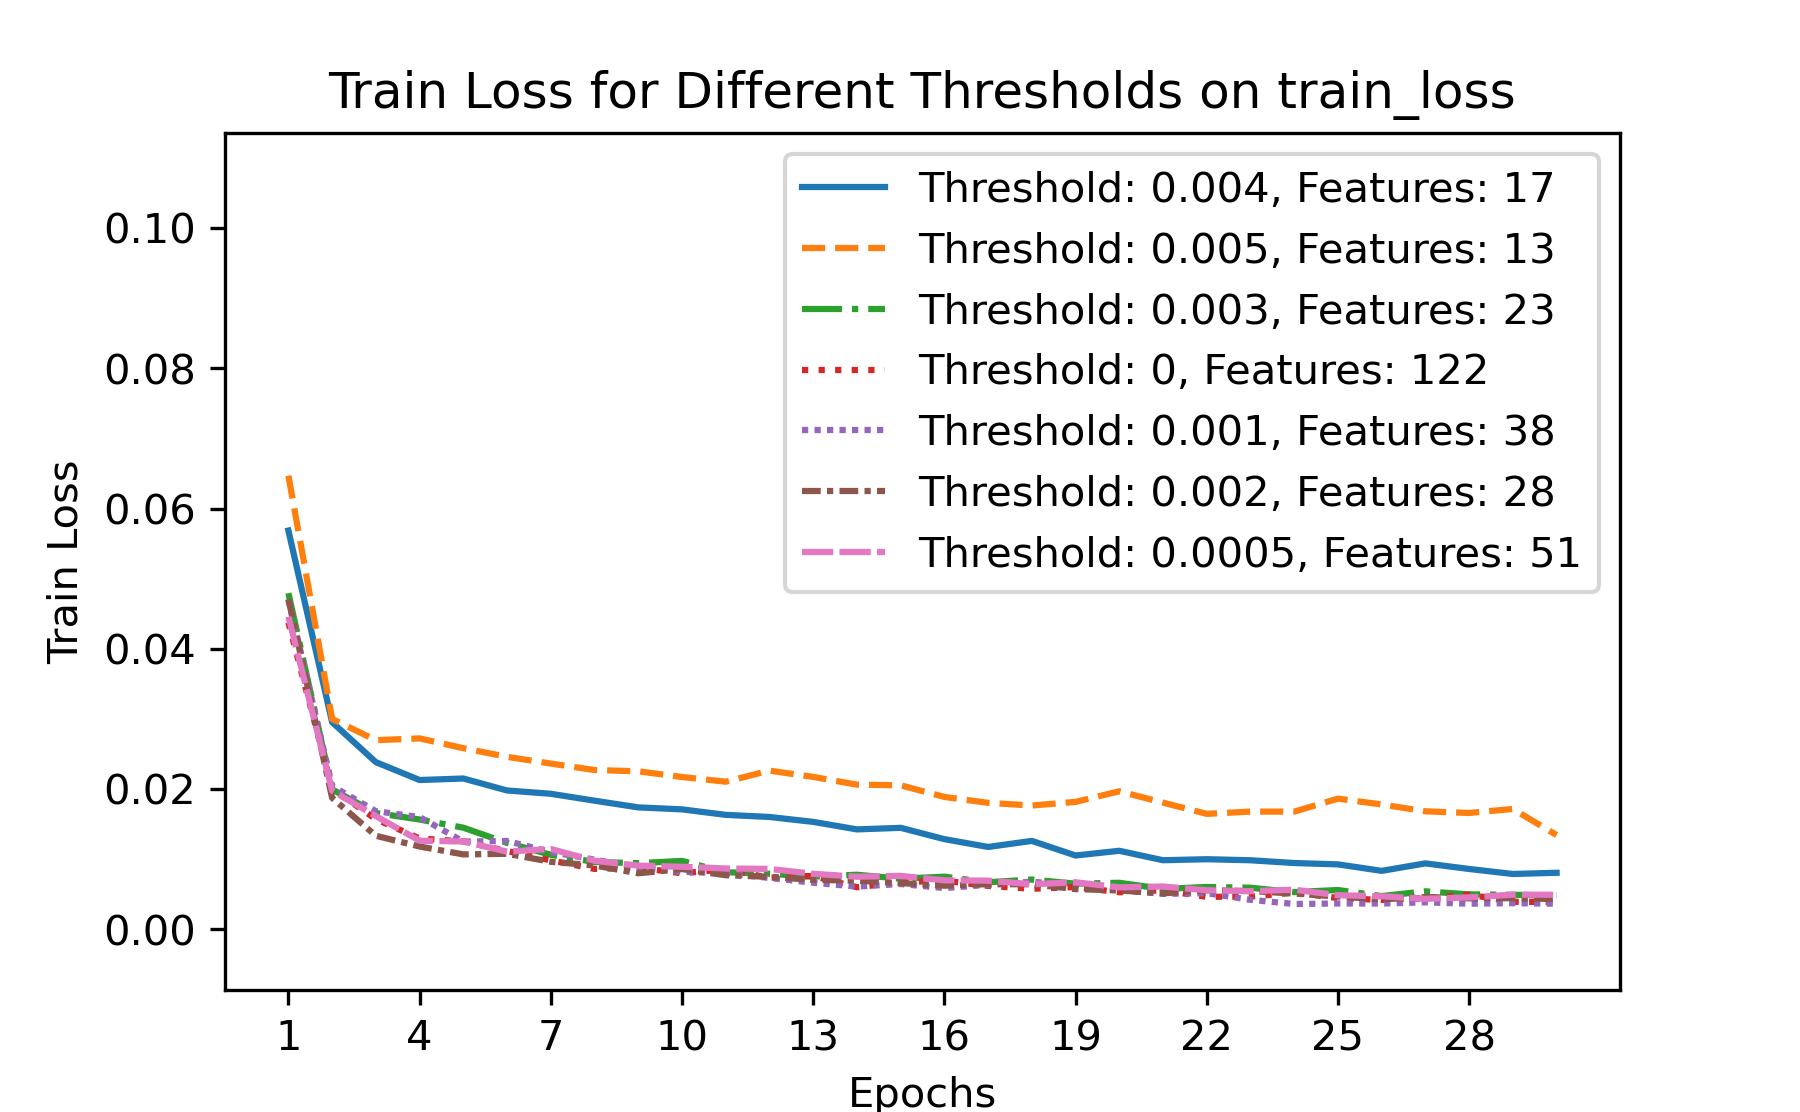 Train Loss for Different Thresholds on train_loss
Threshold: 0.004, Features: 17
Threshold: 0.005, Features: 13
Threshold: 0.003, Features: 23
Threshold: 0, Features: 122
Threshold: 0.001, Features: 38
Threshold: 0.002, Features: 28
Threshold: 0.0005, Features: 51
Train Loss
0.10
0.08
0.06
0.04
0.02
0.00
1 4 7 10 13 16 19 22 25 28
Epochs